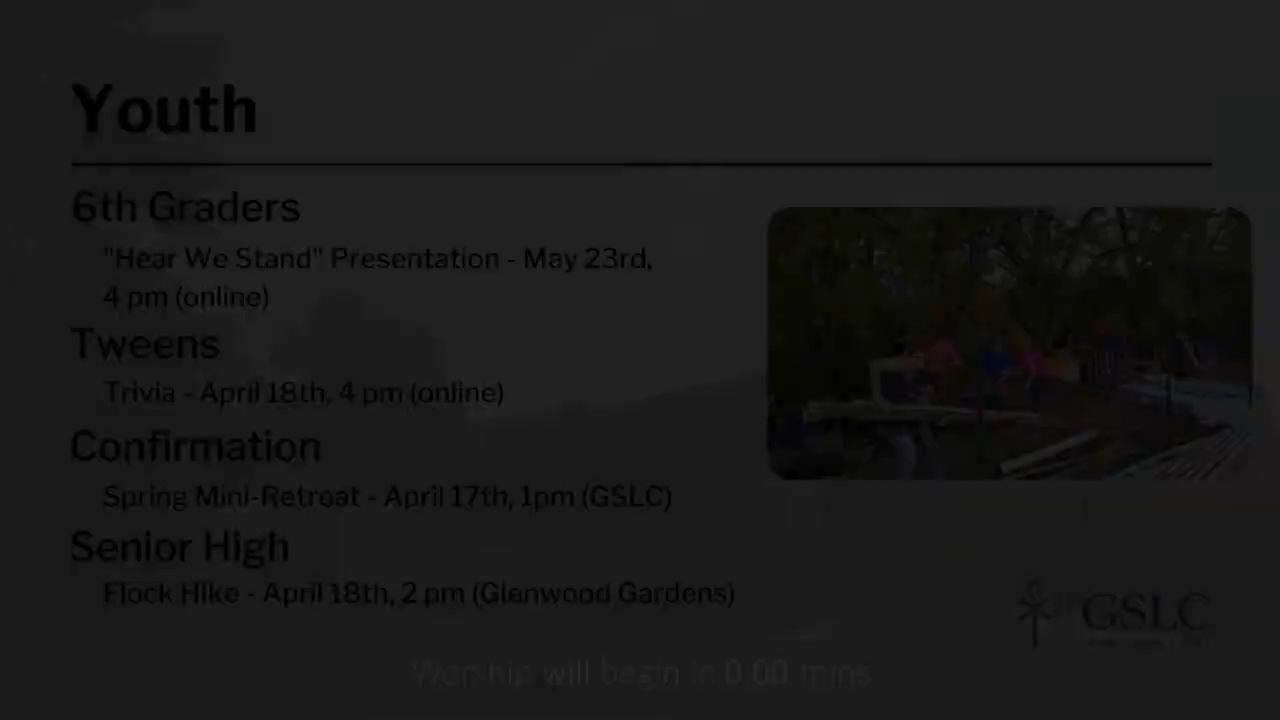 Youth
6th Graders
"Hear We Stand" Presentation - May 23rd,
4 pm (online)
Tweens
Trivia - April 18th, 4 pm (online)
Confirmation
Spring Mini-Retreat - April 17th, 1pm (GSLC)
Senior High
Flock Hike - April 18th, 2 pm (Glenwood Gardens)
GSLC
Worship will begin in 0.00 mins